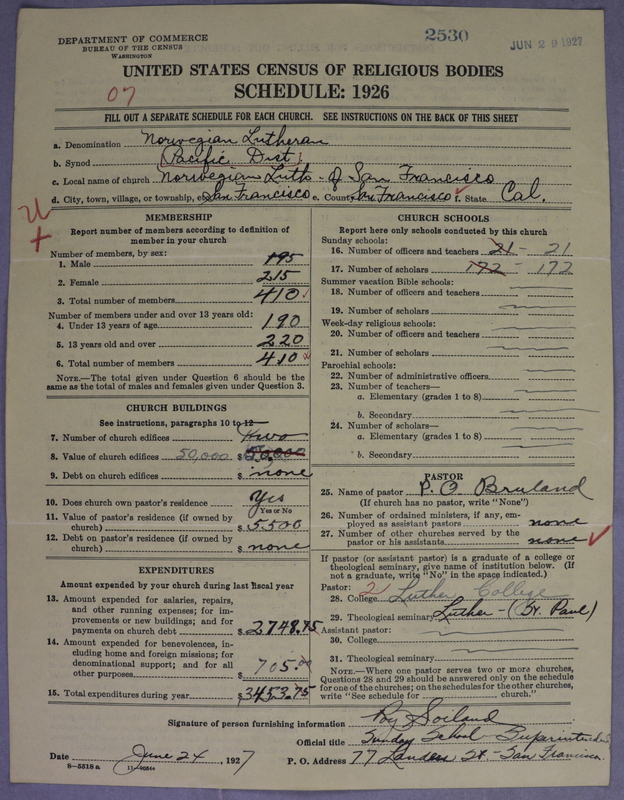 DEPARTMENT OF COMMERCE
BUREAU OF THE CENSUS
WASHINGTON
2530
JUN 29 1927
UNITED STATES CENSUS OF RELIGIOUS BODIES
SCHEDULE: 1926
07
FILL OUT A SEPARATE SCHEDULE FOR EACH CHURCH. SEE INSTRUCTIONS ON THE BACK OF THIS SHEET
a. Denomination Norwegian Lutheran
b. Synod (Pacific Dist)
c. Local name of church Norwegian Luth. of San Francisco
d. City, town, village, or township, San Francisco e. County San Francisco f. State Cal.
MEMBERSHIP
Report number of members according to definition of
member in your church
Number of members, by sex:
1. Male 195
2. Female 215
3. Total number of members 410
Number of members under and over 13 years old:
4. Under 13 years of age 190
5. 13 years old and over 220
6. Total number of members 410
NOTE.—The total given under Question 6 should be
the same as the total of males and females given under Question 3.
CHURCH BUILDINGS
See instructions, paragraphs 10 to 12
7. Number of church edifices two
8. Value of church edifices 50,000 $ 50,000
9. Debt on church edifices $ none
10. Does church own pastor's residence Yes
Yes or No
11. Value of pastor's residence (if owned by
church) $ 5,500
12. Debt on pastor's residence (if owned by
church) $ none
EXPENDITURES
Amount expended by your church during last fiscal year
13. Amount expended for salaries, repairs,
and other running expenses; for im-
provements or new buildings; and for
payments on church debt $ 2748.75
14. Amount expended for benevolences, in-
cluding home and foreign missions; for
denominational support; and for all
other purposes $ 705.00
15. Total expenditures during year $ 3453.75
CHURCH SCHOOLS
Report here only schools conducted by this church
Sunday schools:
16. Number of officers and teachers 21 - 21
17. Number of scholars 172 - 172
Summer vacation Bible schools:
18. Number of officers and teachers
19. Number of scholars
Week-day religious schools:
20. Number of officers and teachers
21. Number of scholars
Parochial schools:
22. Number of administrative officers
23. Number of teachers—
a. Elementary (grades 1 to 8)
b. Secondary
24. Number of scholars—
a. Elementary (grades 1 to 8)
b. Secondary
PASTOR
25. Name of pastor P. O. Bruland
(If church has no pastor, write "None")
26. Number of ordained ministers, if any, em-
ployed as assistant pastors none
27. Number of other churches served by the
pastor or his assistants none
If pastor (or assistant pastor) is a graduate of a college or
theological seminary, give name of institution below. (If
not a graduate, write "No" in the space indicated.)
Pastor: 2
28. College Luther College
29. Theological seminary Luther - (St. Paul)
Assistant pastor:
30. College
31. Theological seminary
NOTE.—Where one pastor serves two or more churches,
Questions 28 and 29 should be answered only on the schedule
for one of the churches; on the schedules for the other churches,
write "See schedule for church."
Signature of person furnishing information Roy Soiland
Official title Sunday School Superintendent
Date June 24, 1927 P. O. Address 77 Landers St - San Francisco.
8—5518a